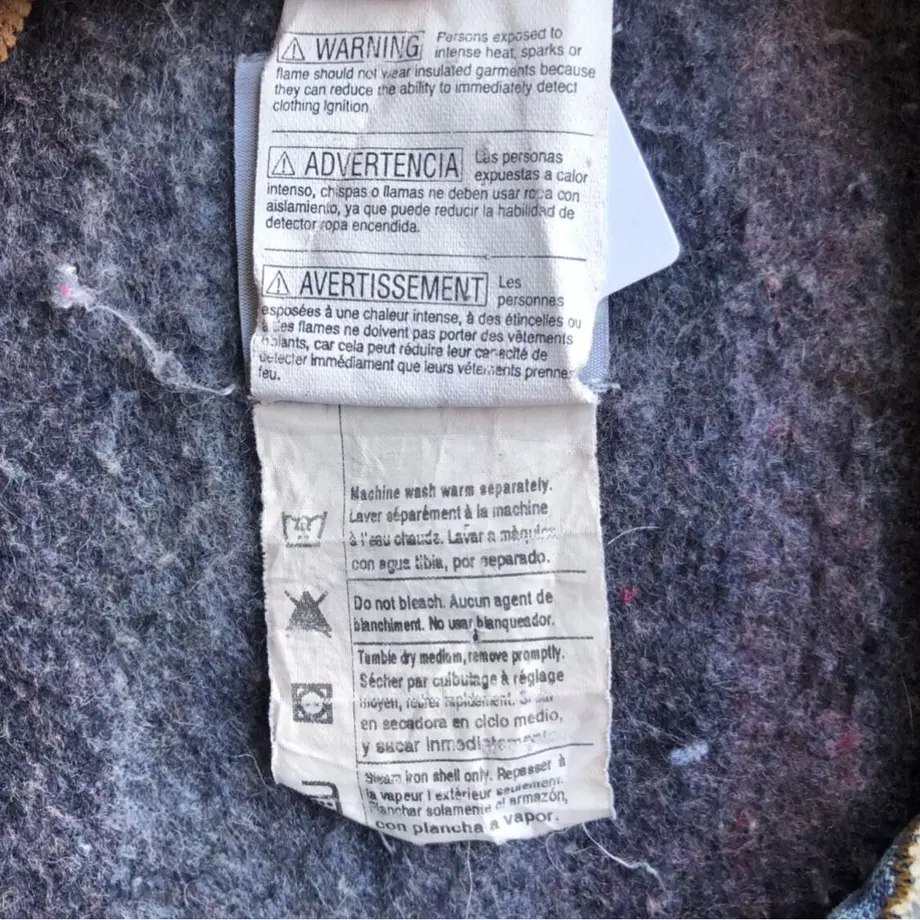 WARNING Persons exposed to
intense heat, sparks or
flame should not wear insulated garments because
they can reduce the ability to immediately detect
clothing Ignition
ADVERTENCIA Las personas
expuestas a calor
intenso, chispas o llamas ne deben usar ropa con
aislamiento, ya que puede reducir la habilidad de
detector ropa encendida.
AVERTISSEMENT Les
personnes
esposées à une chaleur intense, à des étincelles ou
à des flames ne doivent pas porter des vêtements
isolants, car cela peut réduire leur capacité de
detecter immédiament que leurs vétements prennent
feu.
Machine wash warm separately.
Laver séparément à la machine
à l'eau chaude. Lavar a màquina
con agua tibia, por separado.
Do not bleach. Aucun agent de
blanchiment. No usar blanqueador.
Tumble dry medium, remove promptly.
Sécher par culbutage à réglage
moyen, retirer rapidement.
en secadora en ciclo medio,
y sacar inmediatemente
Steam iron shell only. Repasser à
la vapeur l'extérieur seulement.
Planchar solamente el armazón,
con plancha a vapor.